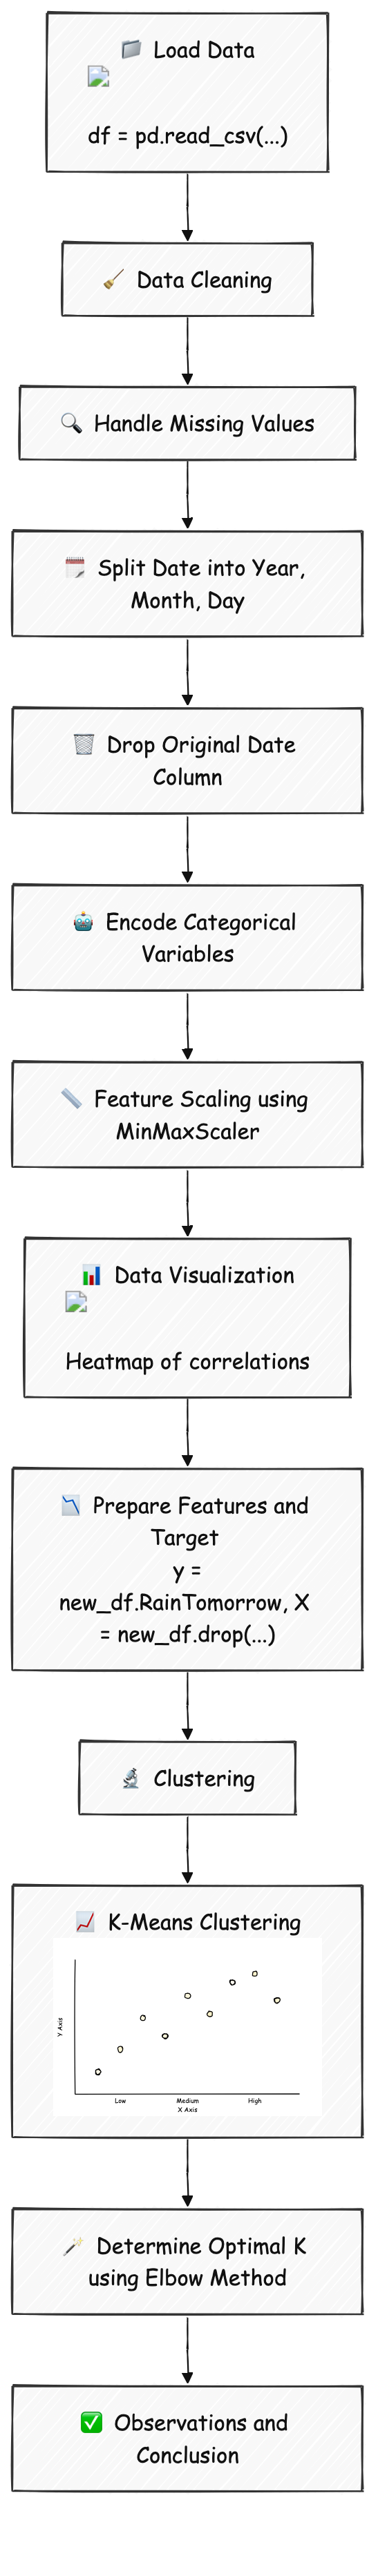 📁 Load Data
df = pd.read_csv(...)
🧹 Data Cleaning
🔍 Handle Missing Values
🗓️ Split Date into Year,
Month, Day
🗑️ Drop Original Date
Column
🤖 Encode Categorical
Variables
📏 Feature Scaling using
MinMaxScaler
📊 Data Visualization
Heatmap of correlations
📉 Prepare Features and
Target
y =
new_df.RainTomorrow, X
= new_df.drop(...)
🔬 Clustering
📈 K-Means Clustering
Y Axis
Low Medium High
X Axis
🪄 Determine Optimal K
using Elbow Method
✅ Observations and
Conclusion